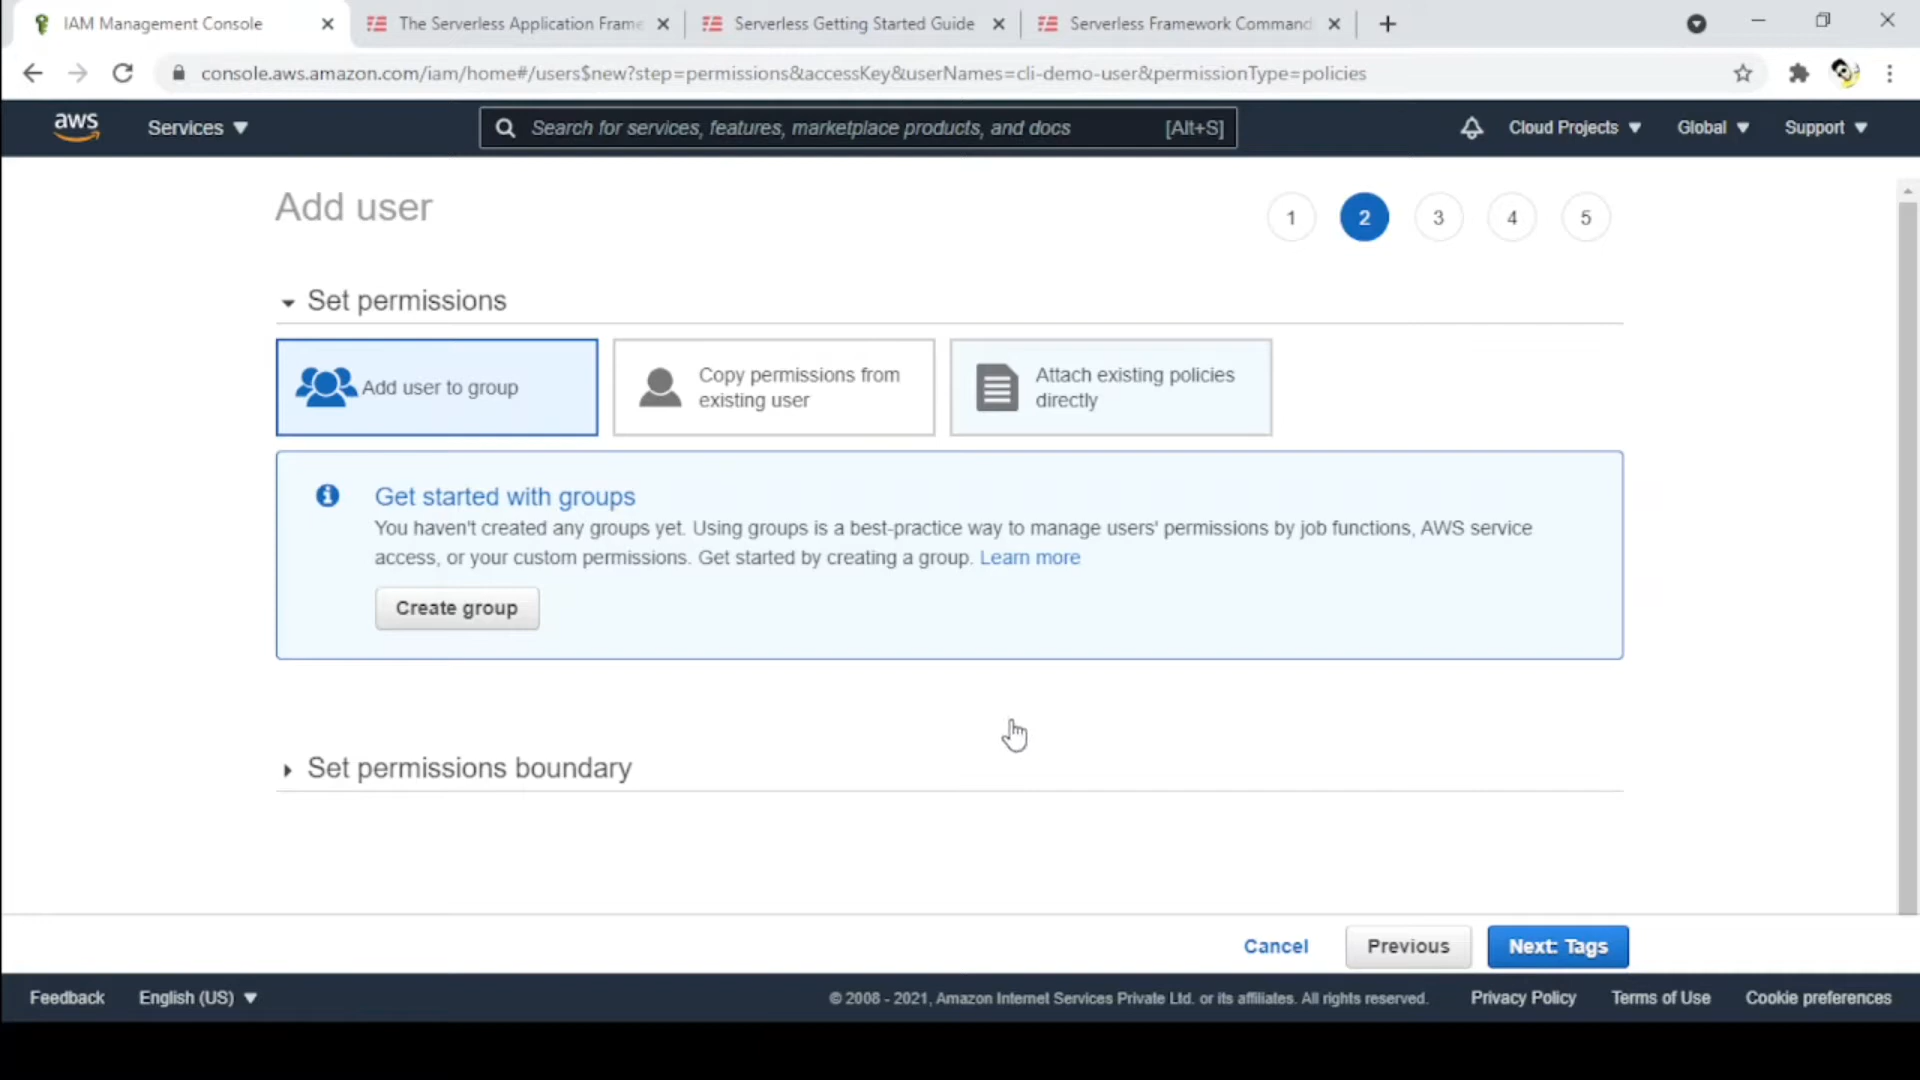 IAM Management Console
The Serverless Application Frame
Serverless Getting Started Guide
Serverless Framework Command
console.aws.amazon.com/iam/home#/users$new?step=permissions&accessKey&userNames=cli-demo-user&permissionType=policies
aws
Services
Search for services, features, marketplace products, and docs
[Alt+S]
Cloud Projects
Global
Support
Add user
1
2
3
4
5
Set permissions
Add user to group
Copy permissions from
existing user
Attach existing policies
directly
Get started with groups
You haven't created any groups yet. Using groups is a best-practice way to manage users' permissions by job functions, AWS service
access, or your custom permissions. Get started by creating a group. Learn more
Create group
Set permissions boundary
Cancel
Previous
Next: Tags
Feedback
English (US)
© 2008 - 2021, Amazon Internet Services Private Ltd. or its affiliates. All rights reserved.
Privacy Policy
Terms of Use
Cookie preferences